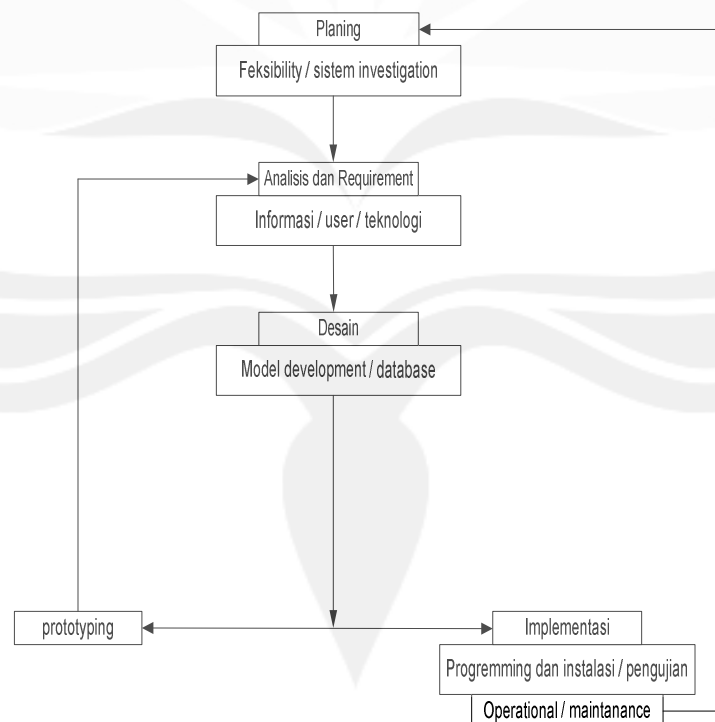 Planing
Feksibility / sistem investigation
Analisis dan Requirement
Informasi / user / teknologi
Desain
Model development / database
prototyping
Implementasi
Progremming dan instalasi / pengujian
Operational / maintanance